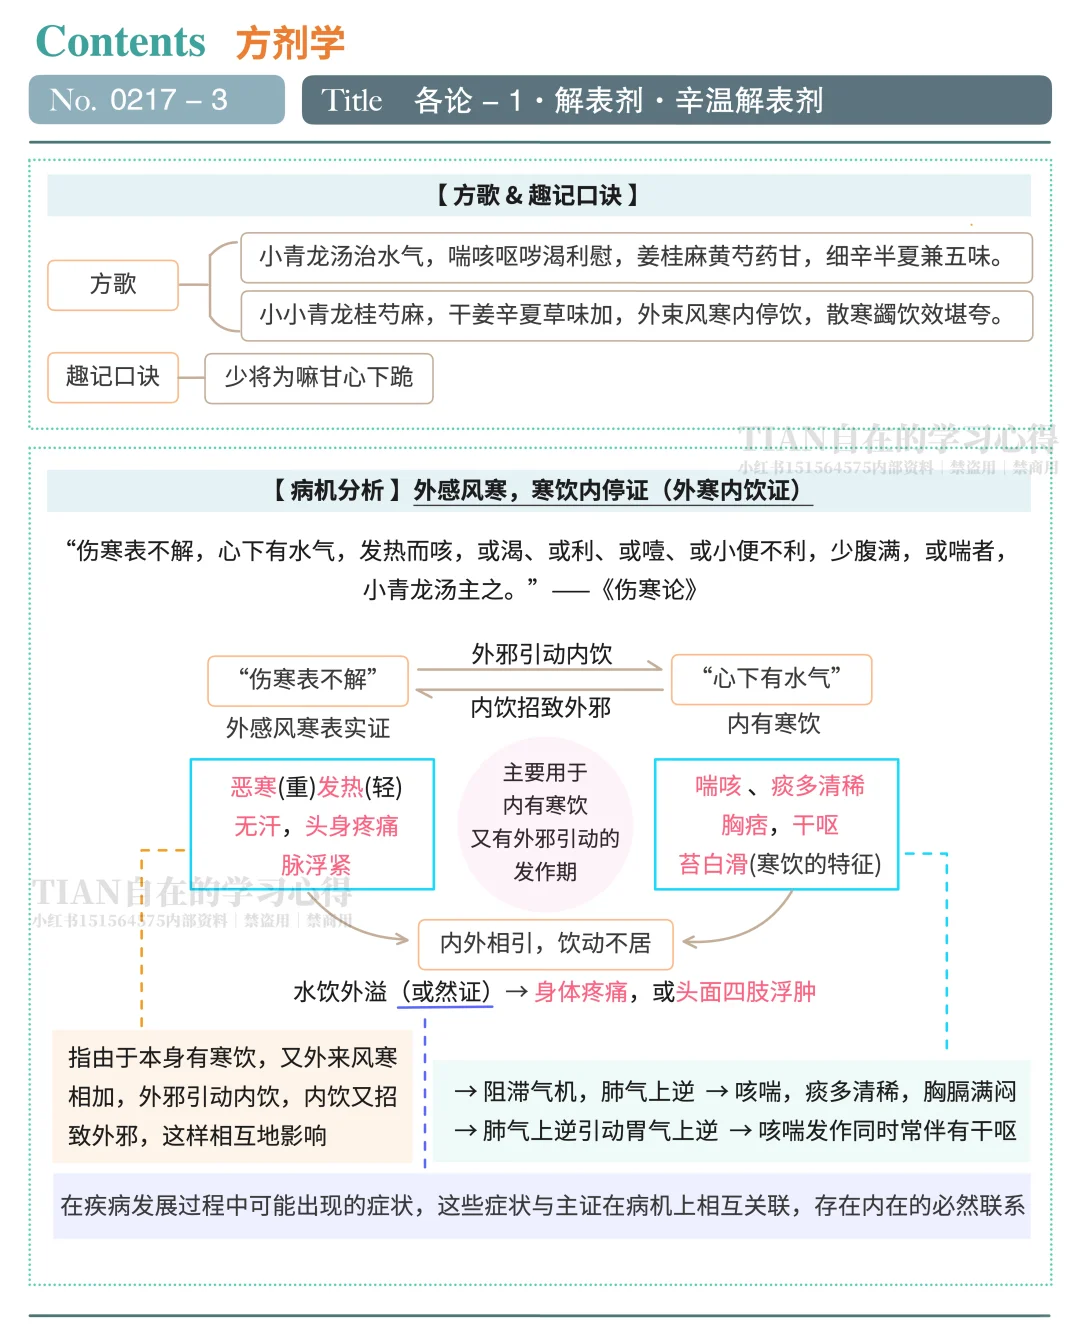 Contents 方剂学
No. 0217 – 3
Title 各论 – 1 · 解表剂 · 辛温解表剂
【 方歌 & 趣记口诀 】
方歌
小青龙汤治水气，喘咳呕哕渴利慰，姜桂麻黄芍药甘，细辛半夏兼五味。
小小青龙桂芍麻，干姜辛夏草味加，外束风寒内停饮，散寒蠲饮效堪夸。
趣记口诀
少将为嘛甘心下跪
TIAN自在的学习心得
小红书151564575内部资料｜禁盗用｜禁商用
【 病机分析 】外感风寒，寒饮内停证（外寒内饮证）
“伤寒表不解，心下有水气，发热而咳，或渴、或利、或噎、或小便不利，少腹满，或喘者，
小青龙汤主之。” ——《伤寒论》
外邪引动内饮
“伤寒表不解”
“心下有水气”
内饮招致外邪
外感风寒表实证
内有寒饮
恶寒(重)发热(轻)
无汗，头身疼痛
脉浮紧
主要用于
内有寒饮
又有外邪引动的
发作期
喘咳 、痰多清稀
胸痞，干呕
苔白滑(寒饮的特征)
TIAN自在的学习心得
小红书151564575内部资料｜禁盗用｜禁商用
内外相引，饮动不居
水饮外溢（或然证）→ 身体疼痛，或头面四肢浮肿
指由于本身有寒饮，又外来风寒
相加，外邪引动内饮，内饮又招
致外邪，这样相互地影响
→ 阻滞气机，肺气上逆 → 咳喘，痰多清稀，胸膈满闷
→ 肺气上逆引动胃气上逆 → 咳喘发作同时常伴有干呕
在疾病发展过程中可能出现的症状，这些症状与主证在病机上相互关联，存在内在的必然联系